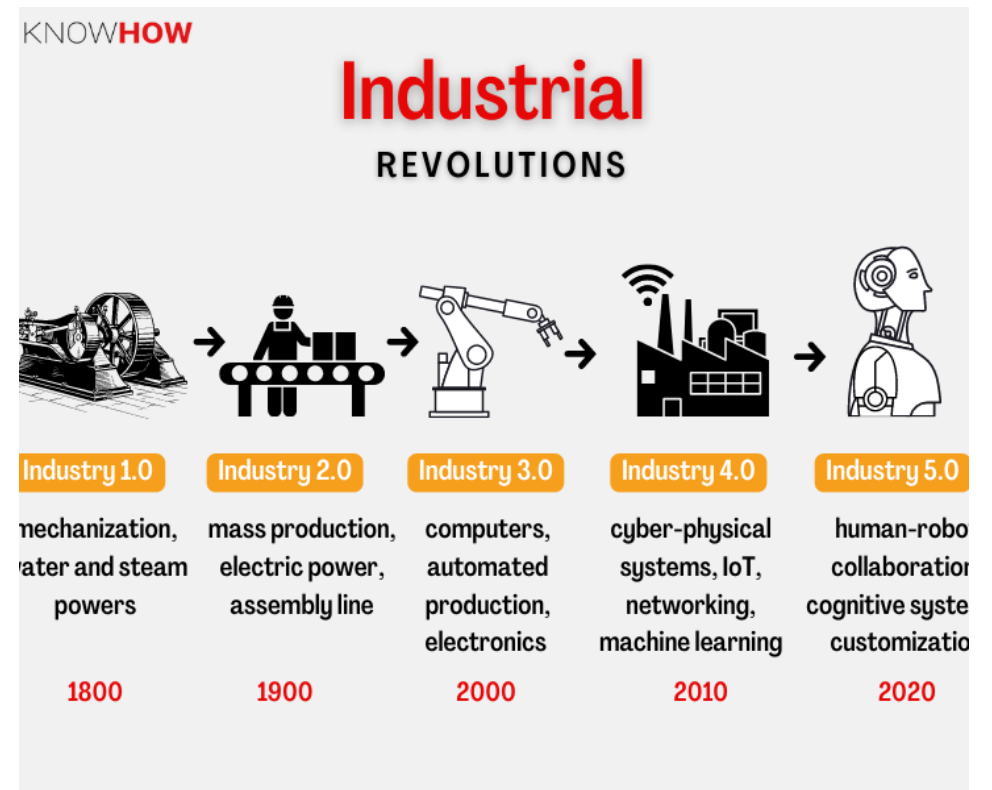 KNOWHOW
Industrial
REVOLUTIONS
Industry 1.0
mechanization,
water and steam
powers
1800
Industry 2.0
mass production,
electric power,
assembly line
1900
Industry 3.0
computers,
automated
production,
electronics
2000
Industry 4.0
cyber-physical
systems, IoT,
networking,
machine learning
2010
Industry 5.0
human-robo
collaboration
cognitive syste
customizatio
2020